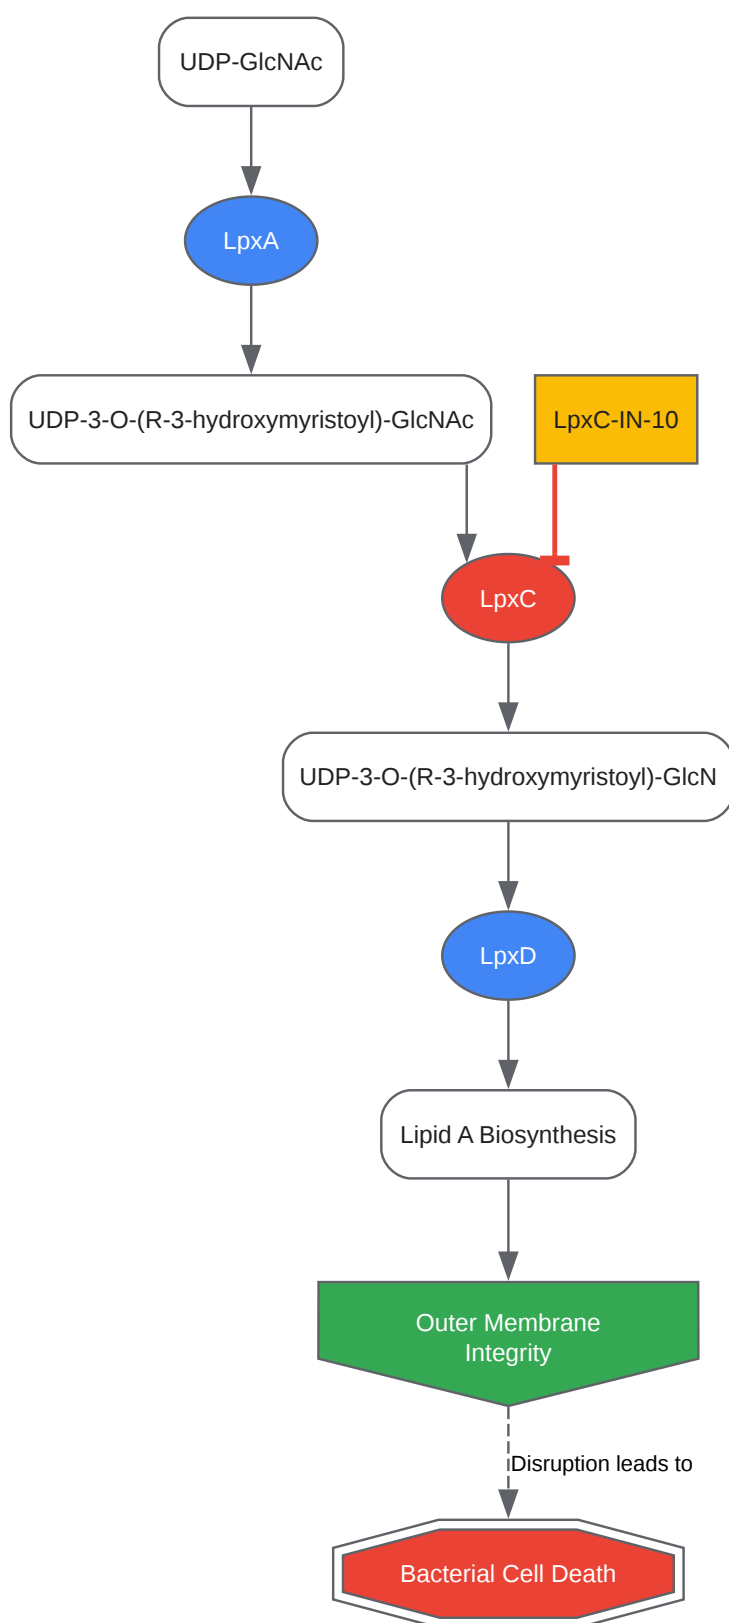 UDP-GlcNAc
LpxA
UDP-3-O-(R-3-hydroxymyristoyl)-GlcNAc
LpxC-IN-10
LpxC
UDP-3-O-(R-3-hydroxymyristoyl)-GlcN
LpxD
Lipid A Biosynthesis
Outer Membrane
Integrity
Disruption leads to
Bacterial Cell Death